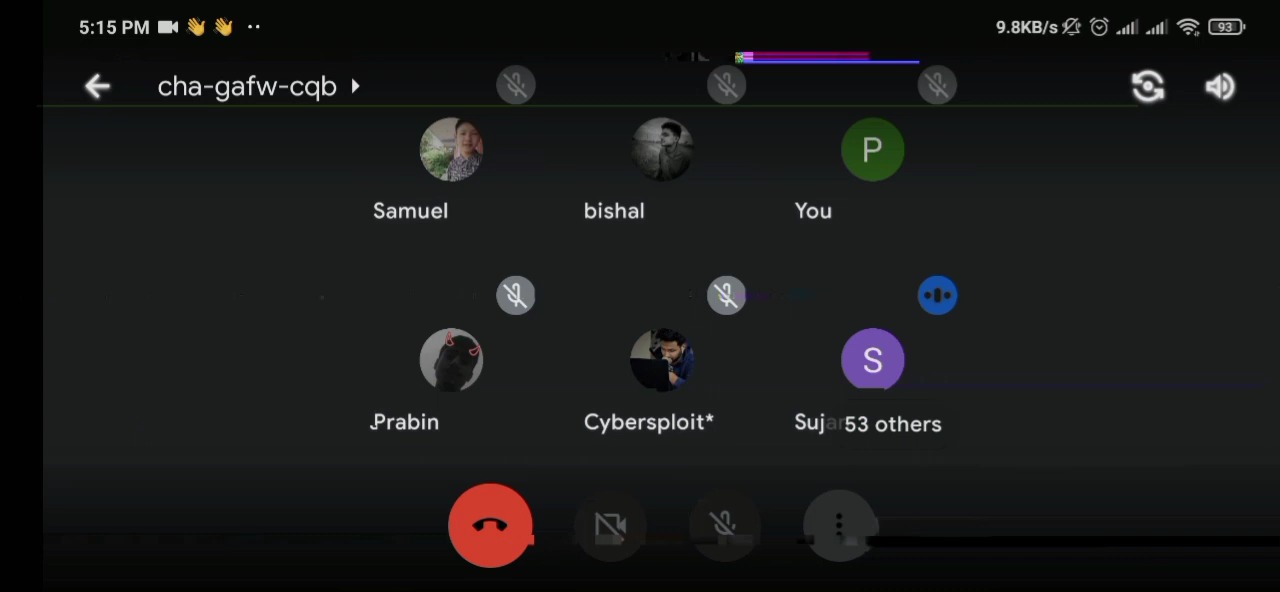 5:15 PM
9.8KB/s
93
cha-gafw-cqb
P
Samuel
bishal
You
S
Prabin
Cybersploit*
53 others